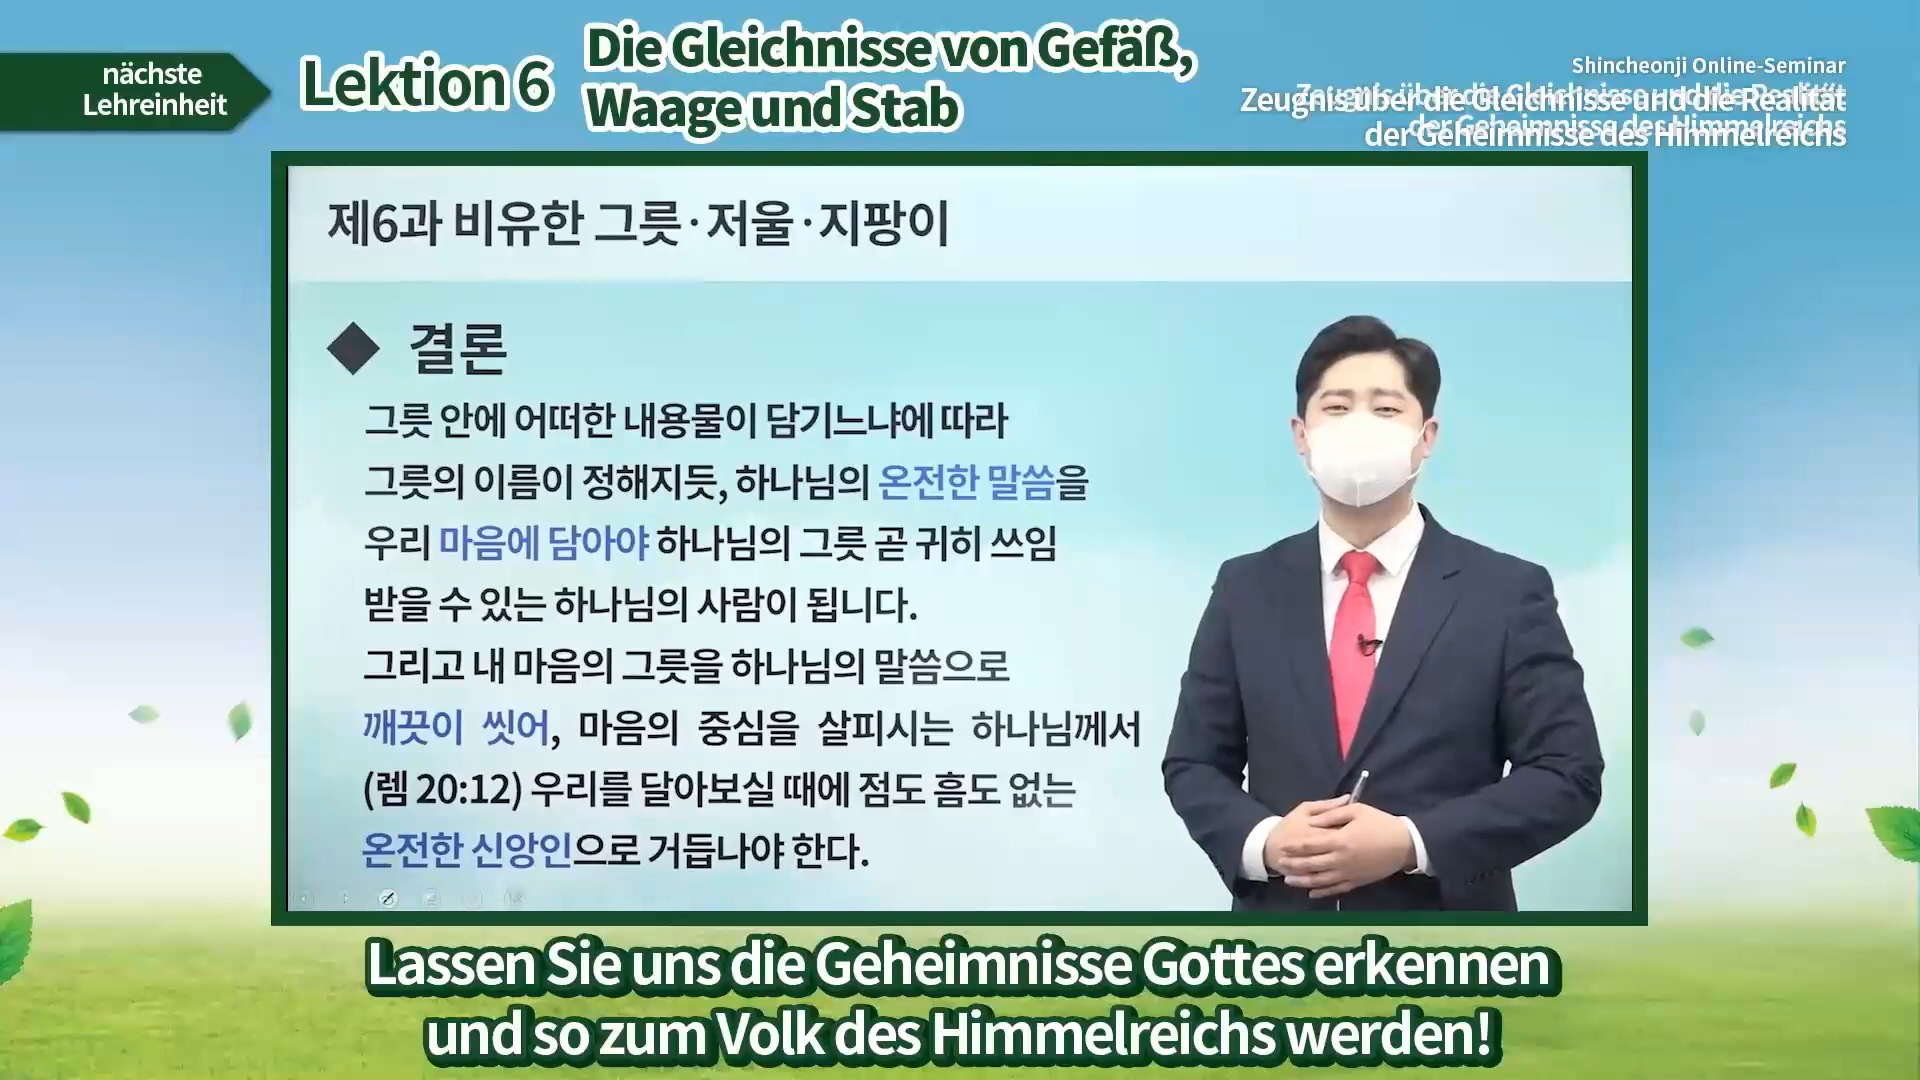 nächste
Lehreinheit
Lektion 6
Die Gleichnisse von Gefäß,
Waage und Stab
Shincheonji Online-Seminar
Zeugnis über die Gleichnisse und die Realität
der Geheimnisse des Himmelreichs
제6과 비유한 그릇·저울·지팡이
◆ 결론
그릇 안에 어떠한 내용물이 담기느냐에 따라
그릇의 이름이 정해지듯, 하나님의 온전한 말씀을
우리 마음에 담아야 하나님의 그릇 곧 귀히 쓰임
받을 수 있는 하나님의 사람이 됩니다.
그리고 내 마음의 그릇을 하나님의 말씀으로
깨끗이 씻어, 마음의 중심을 살피시는 하나님께서
(렘 20:12) 우리를 달아보실 때에 점도 흠도 없는
온전한 신앙인으로 거듭나야 한다.
Lassen Sie uns die Geheimnisse Gottes erkennen
und so zum Volk des Himmelreichs werden!